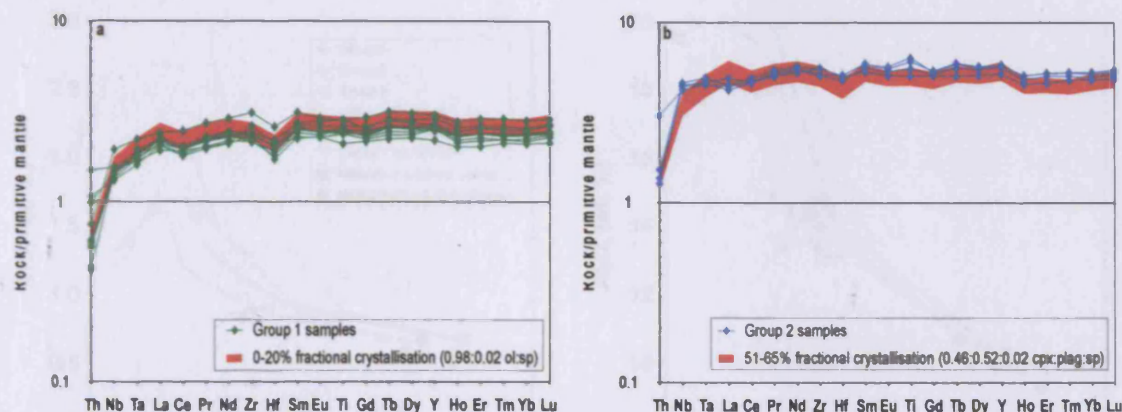 10
a
Rock/primitive mantle
1
0.1
Group 1 samples
0-20% fractional crystallisation (0.98:0.02 ol:sp)
Th Nb Ta La Ce Pr Nd Zr Hf Sm Eu Ti Gd Tb Dy Y Ho Er Tm Yb Lu
10
b
Rock/primitive mantle
1
0.1
Group 2 samples
51-65% fractional crystallisation (0.46:0.52:0.02 cpx:plag:sp)
Th Nb Ta La Ce Pr Nd Zr Hf Sm Eu Ti Gd Tb Dy Y Ho Er Tm Yb Lu